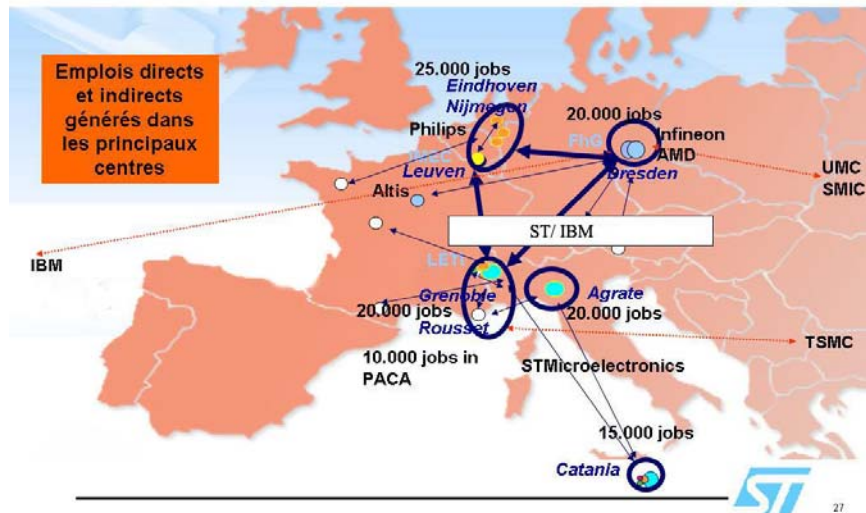 Emplois directs
et indirects
générés dans
les principaux
centres
25.000 jobs
Eindhoven
Nijmegen
Philips
IMEC
Leuven
20.000 jobs
FhG
Infineon
AMD
Dresden
UMC
SMIC
Altis
ST/ IBM
IBM
LETI
Grenoble
20.000 jobs
Rousset
10.000 jobs in
PACA
Agrate
20.000 jobs
TSMC
STMicroelectronics
15.000 jobs
Catania
ST
27